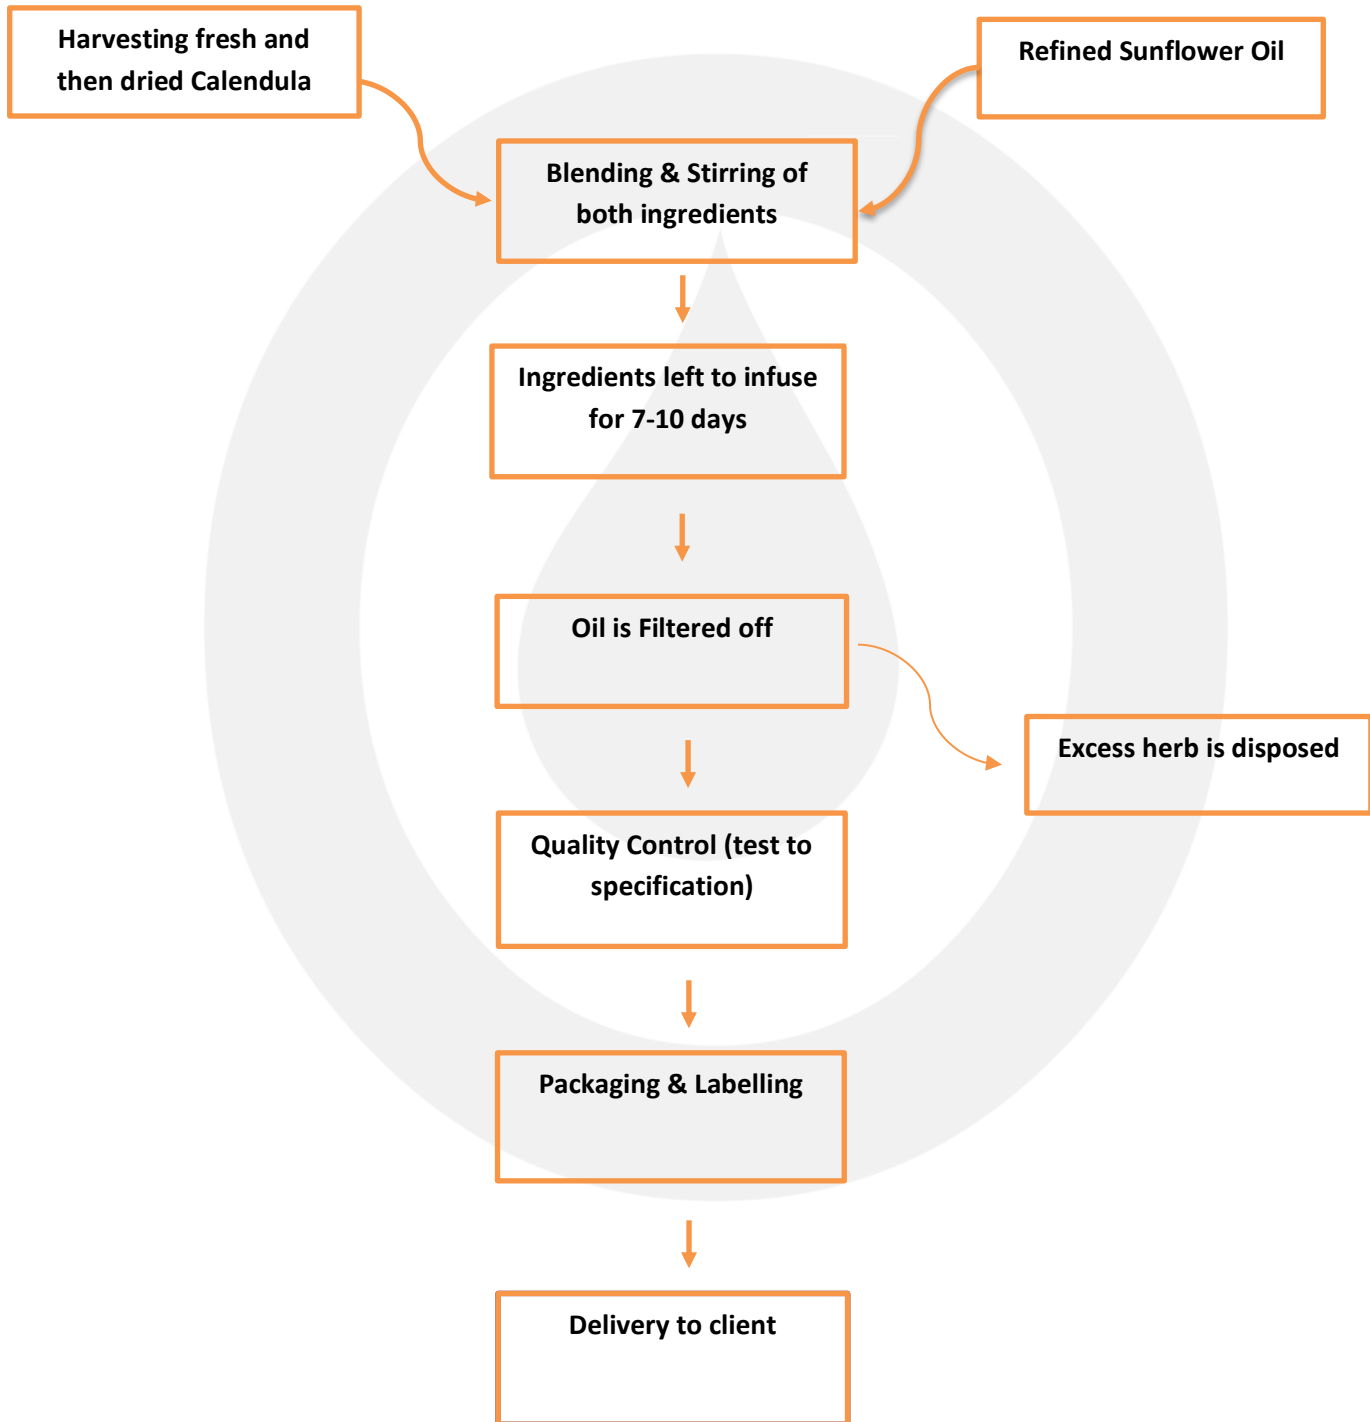 Harvesting fresh and
then dried Calendula
Refined Sunflower Oil
Blending & Stirring of
both ingredients
Ingredients left to infuse
for 7-10 days
Oil is Filtered off
Excess herb is disposed
Quality Control (test to
specification)
Packaging & Labelling
Delivery to client